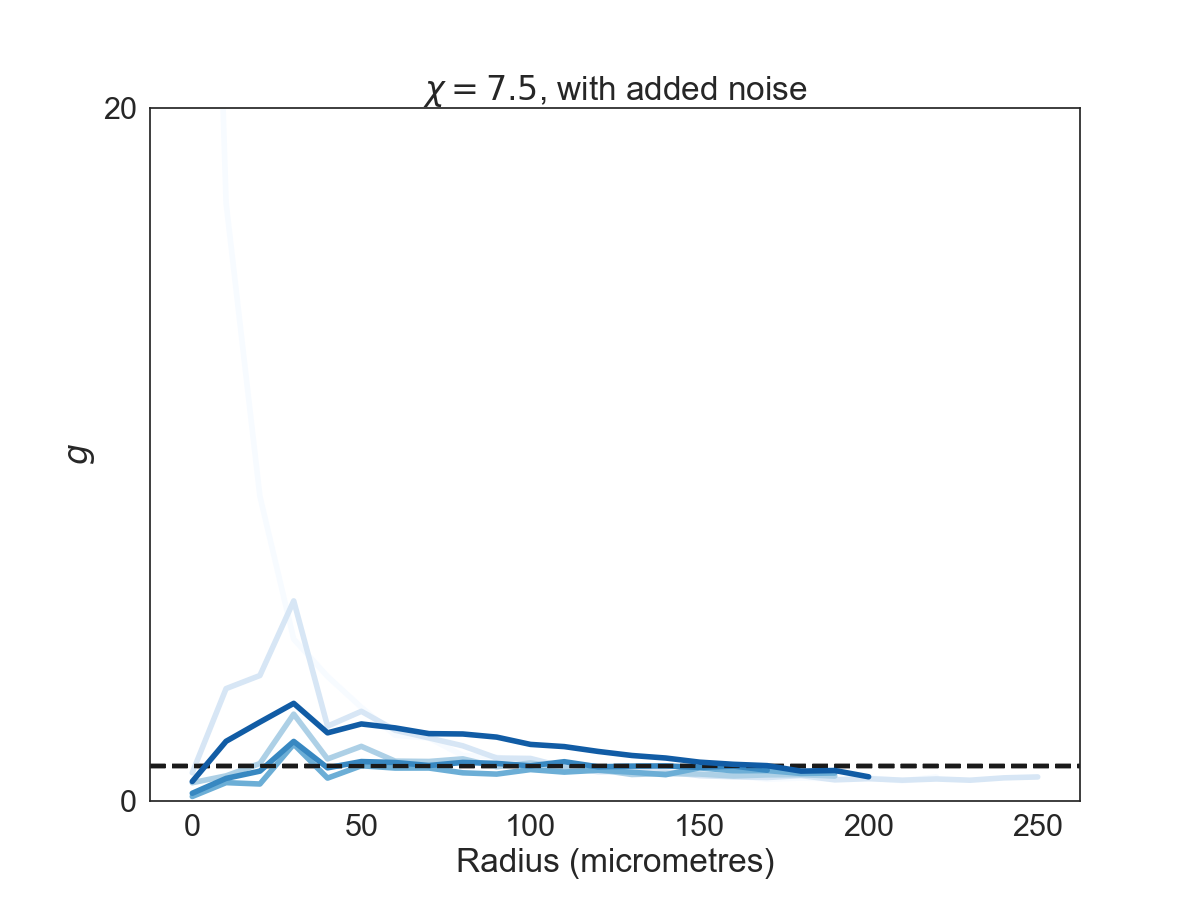 χ = 7.5, with added noise
20
g
0
0 50 100 150 200 250
Radius (micrometres)